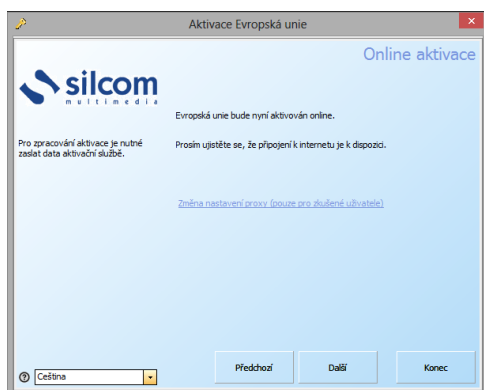 Aktivace Evropská unie
Online aktivace
silcom
multimedia
Evropská unie bude nyní aktivován online.
Pro zpracování aktivace je nutné
zaslat data aktivační službě.
Prosím ujistěte se, že připojení k internetu je k dispozici.
Změna nastavení proxy (pouze pro zkušené uživatele)
Čeština
Předchozí
Další
Konec